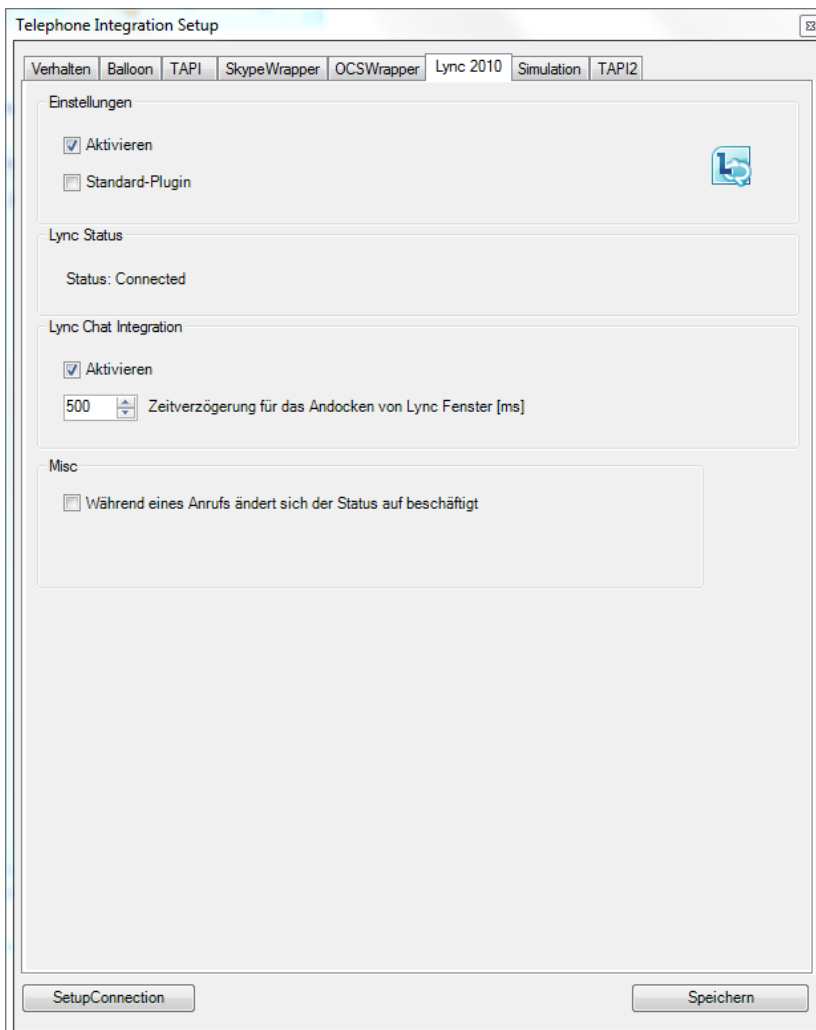 Telephone Integration Setup
Verhalten Balloon TAPI SkypeWrapper OCSWrapper Lync 2010 Simulation TAPI2
Einstellungen
Aktivieren
Standard-Plugin
Lync Status
Status: Connected
Lync Chat Integration
Aktivieren
500 Zeitverzögerung für das Andocken von Lync Fenster [ms]
Misc
Während eines Anrufs ändert sich der Status auf beschäftigt
SetupConnection Speichern